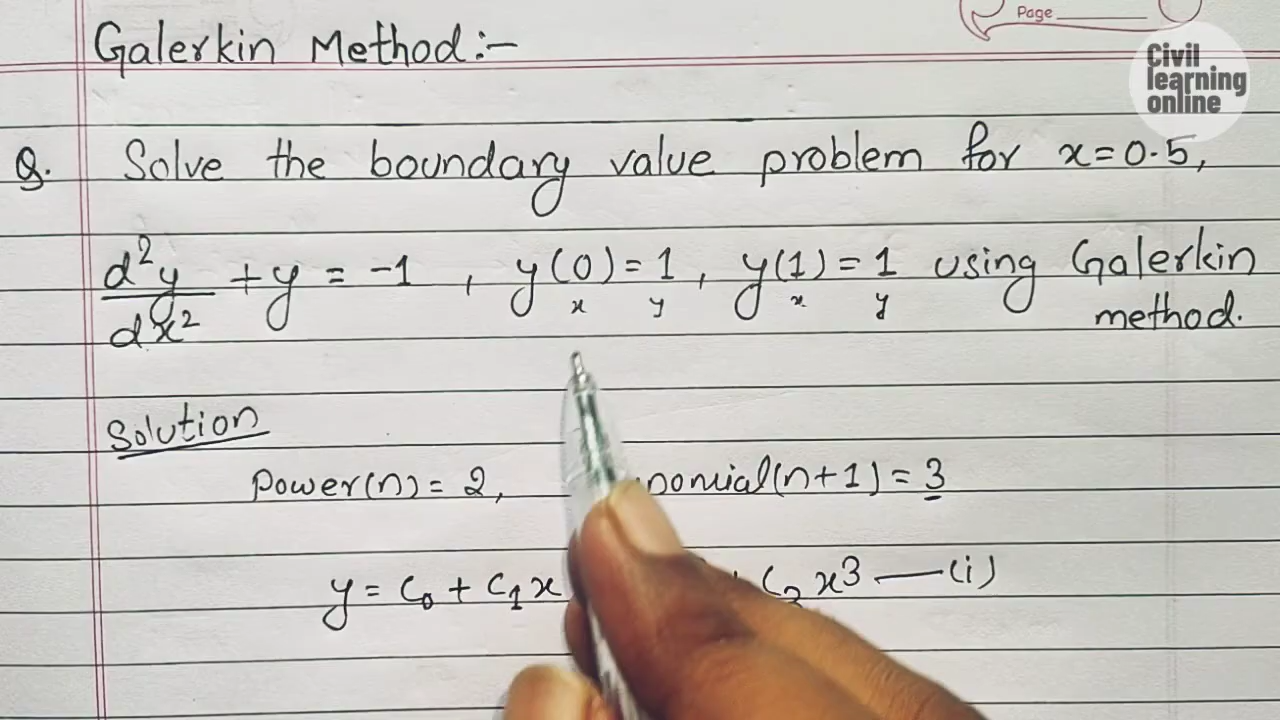 Page
Civil
learning
online
Galerkin Method:-
Q. Solve the boundary value problem for x=0.5,
d²y/dx² + y = -1 , y(0) = 1 , y(1) = 1 using Galerkin
x y x y method.
Solution
Power(n) = 2, nomial(n+1) = 3
y = C₀ + C₁x C₃x³ — (i)